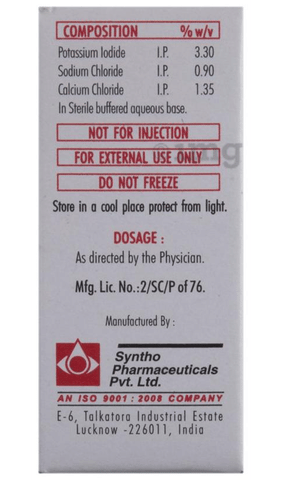 COMPOSITION % w/v
Potassium Iodide I.P. 3.30
Sodium Chloride I.P. 0.90
Calcium Chloride I.P. 1.35
In Sterile buffered aqueous base.
NOT FOR INJECTION
FOR EXTERNAL USE ONLY
DO NOT FREEZE
Store in a cool place protect from light.
DOSAGE :
As directed by the Physician.
Mfg. Lic. No.:2/SC/P of 76.
Manufactured By :
Syntho
Pharmaceuticals
Pvt. Ltd.
AN ISO 9001 : 2008 COMPANY
E-6, Talkatora Industrial Estate
Lucknow -226011, India